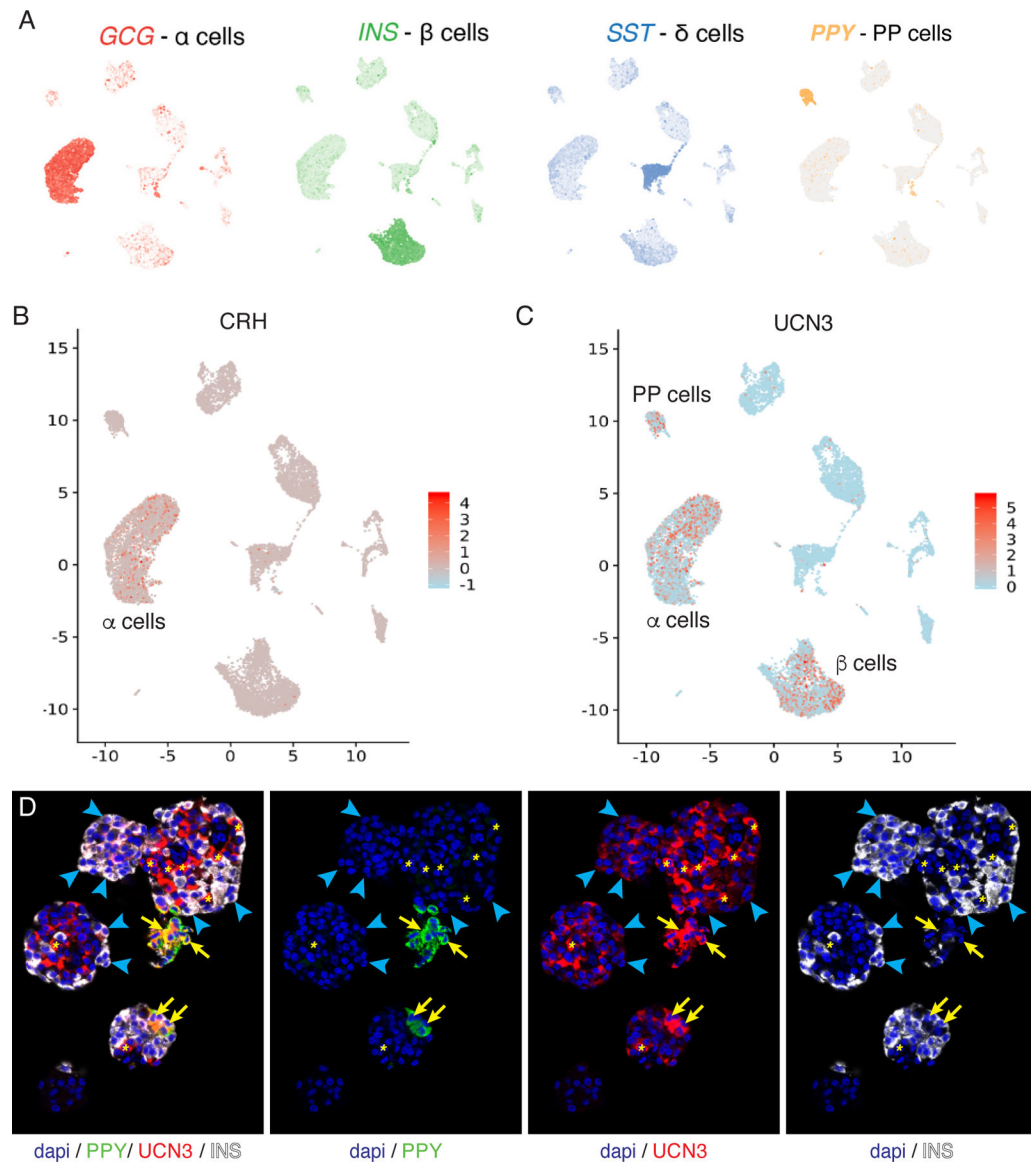 A
GCG - α cells
INS - β cells
SST - δ cells
PPY - PP cells
B
CRH
15
10
5
0
-5
-10
-10
-5
0
5
10
α cells
4
3
2
1
0
-1
C
UCN3
15
10
5
0
-5
-10
-10
-5
0
5
10
PP cells
α cells
β cells
5
4
3
2
1
0
D
dapi / PPY/ UCN3 / INS
dapi / PPY
dapi / UCN3
dapi / INS